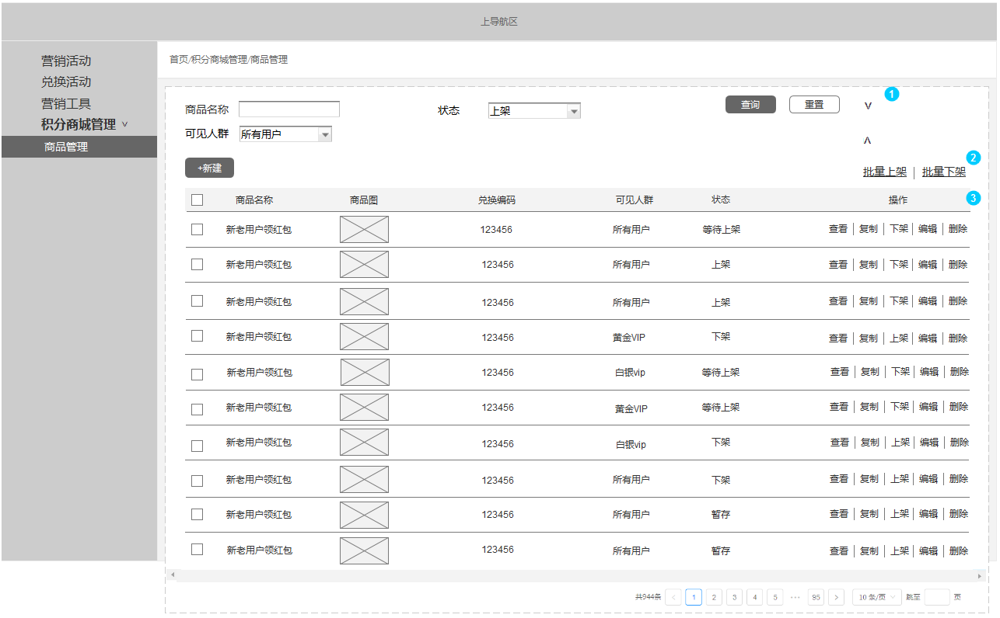 上导航区
营销活动
兑换活动
营销工具
积分商城管理 ∨
商品管理
首页/积分商城管理/商品管理
商品名称 状态 上架 查询 重置 V 1
可见人群 所有用户 Λ
+新建 批量上架 | 批量下架 2
商品名称 商品图 兑换编码 可见人群 状态 操作 3
新老用户领红包 123456 所有用户 等待上架 查看 | 复制 | 下架 | 编辑 | 删除
新老用户领红包 123456 所有用户 上架 查看 | 复制 | 下架 | 编辑 | 删除
新老用户领红包 123456 所有用户 上架 查看 | 复制 | 下架 | 编辑 | 删除
新老用户领红包 123456 黄金VIP 下架 查看 | 复制 | 上架 | 编辑 | 删除
新老用户领红包 123456 白银vip 等待上架 查看 | 复制 | 下架 | 编辑 | 删除
新老用户领红包 123456 黄金VIP 等待上架 查看 | 复制 | 下架 | 编辑 | 删除
新老用户领红包 123456 白银vip 下架 查看 | 复制 | 上架 | 编辑 | 删除
新老用户领红包 123456 所有用户 下架 查看 | 复制 | 上架 | 编辑 | 删除
新老用户领红包 123456 所有用户 暂存 查看 | 复制 | 上架 | 编辑 | 删除
新老用户领红包 123456 所有用户 暂存 查看 | 复制 | 上架 | 编辑 | 删除
共944条 < 1 2 3 4 5 ··· 95 > 10 条/页 跳至 页